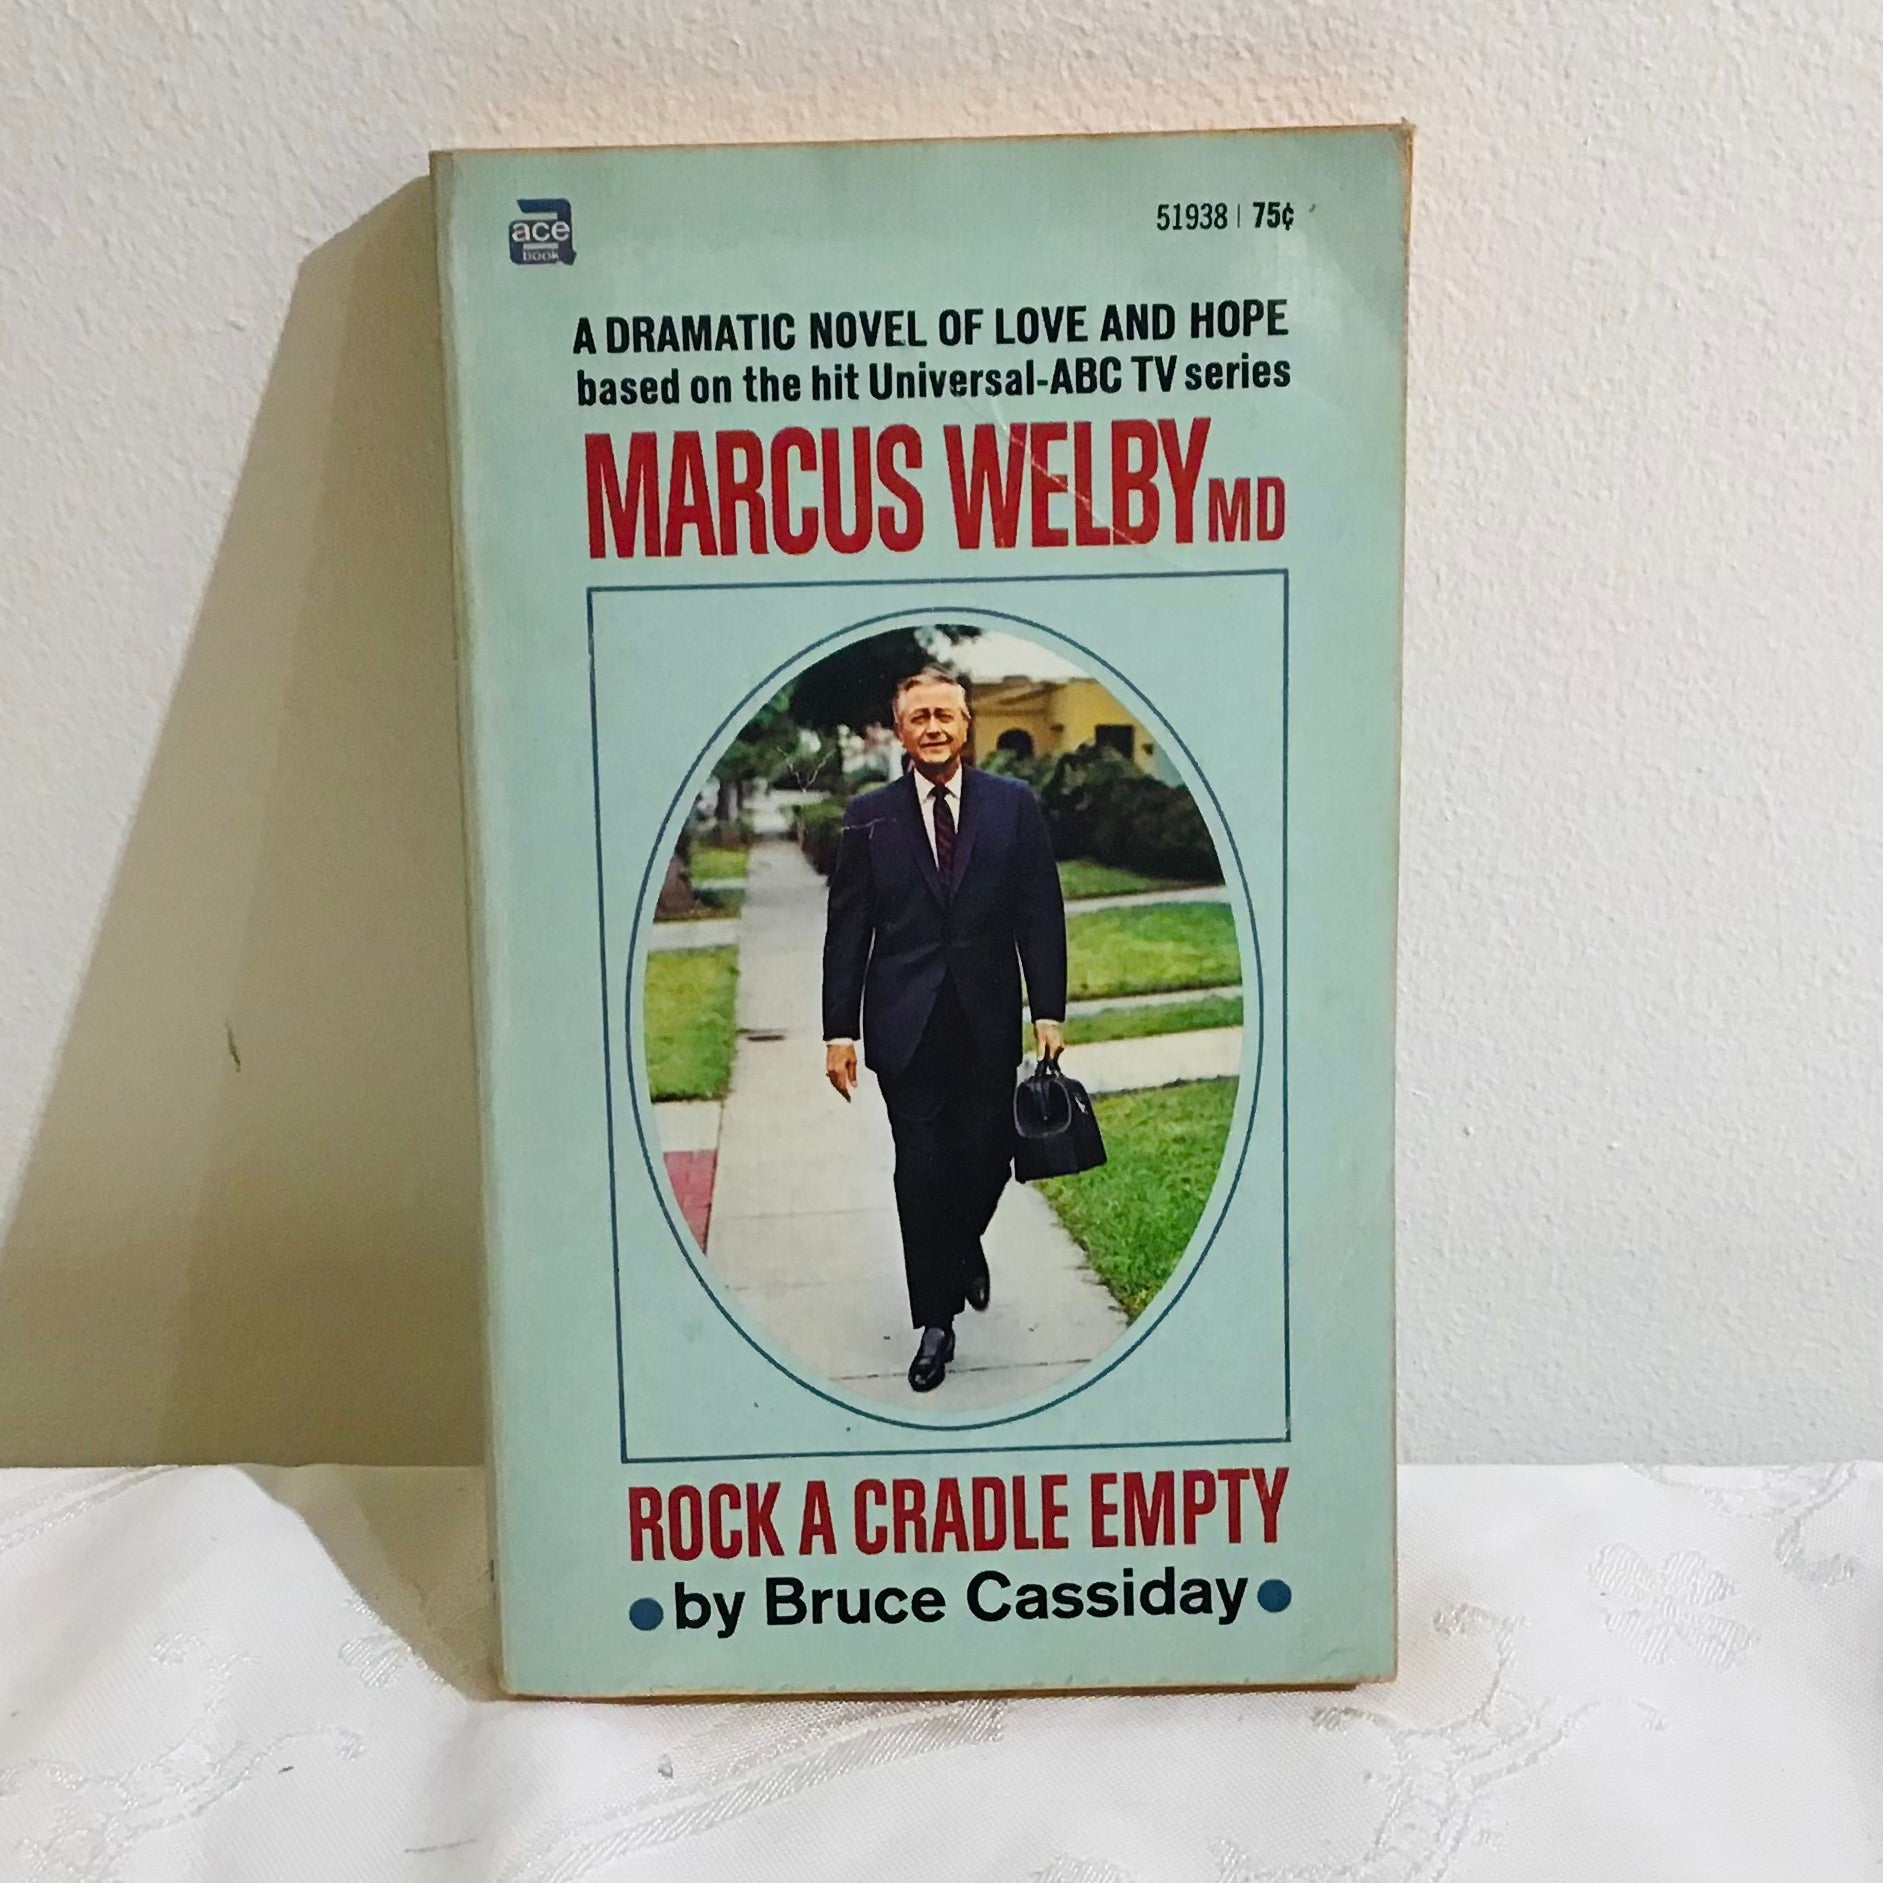 ace
book
51938 | 75¢
A DRAMATIC NOVEL OF LOVE AND HOPE
based on the hit Universal-ABC TV series
MARCUS WELBY MD
ROCK A CRADLE EMPTY
• by Bruce Cassiday •